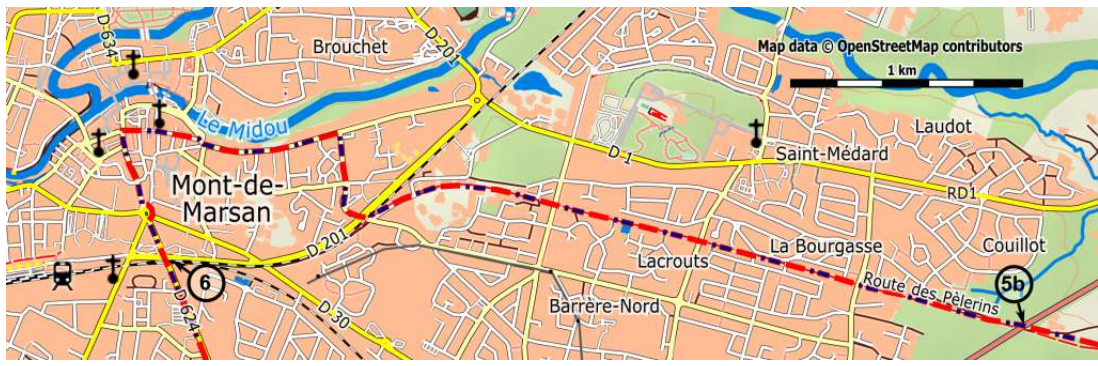 D 634
Brouchet
D 201
Map data © OpenStreetMap contributors
1 km
Le Midou
Laudot
D 1
Saint-Médard
Mont-de-
Marsan
RD1
D 201
La Bourgasse
Couillot
Lacrouts
6
Route des Pèlerins
5b
D 624
D 30
Barrère-Nord